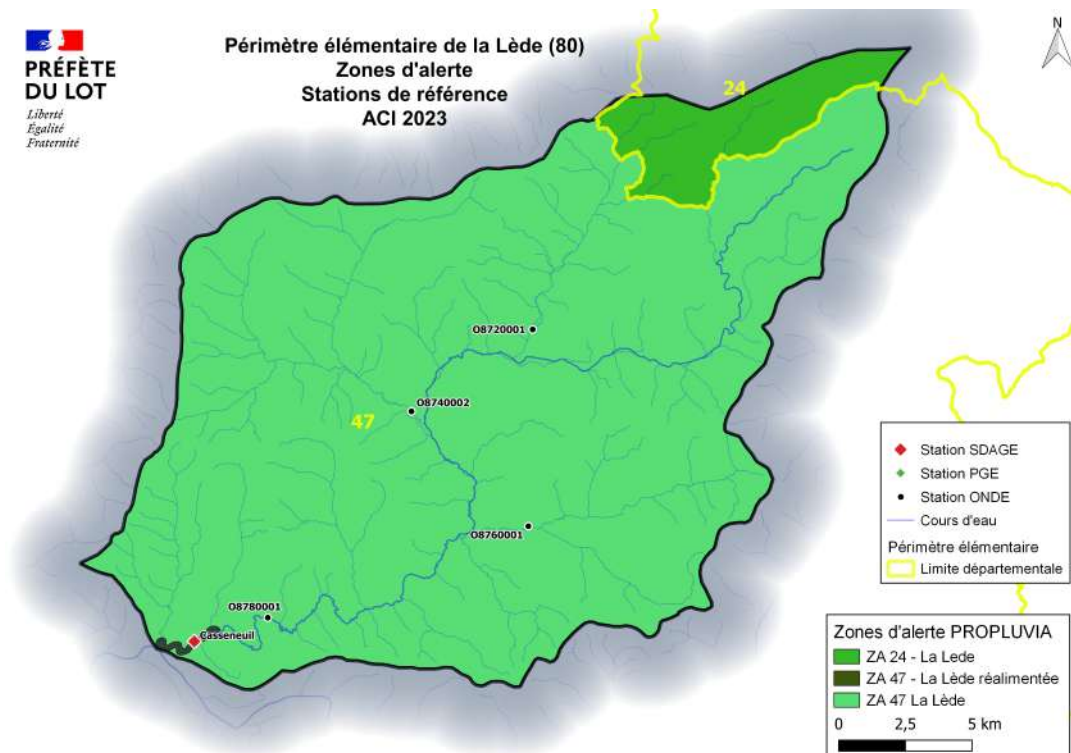 PRÉFÈTE
DU LOT
Liberté
Égalité
Fraternité
Périmètre élémentaire de la Lède (80)
Zones d'alerte
Stations de référence
ACI 2023
N
24
O8720001
O8740002
47
O8760001
O8780001
Casseneuil
Station SDAGE
Station PGE
Station ONDE
Cours d'eau
Périmètre élémentaire
Limite départementale
Zones d'alerte PROPLUVIA
ZA 24 - La Lede
ZA 47 - La Lède réalimentée
ZA 47 La Lède
0 2,5 5 km